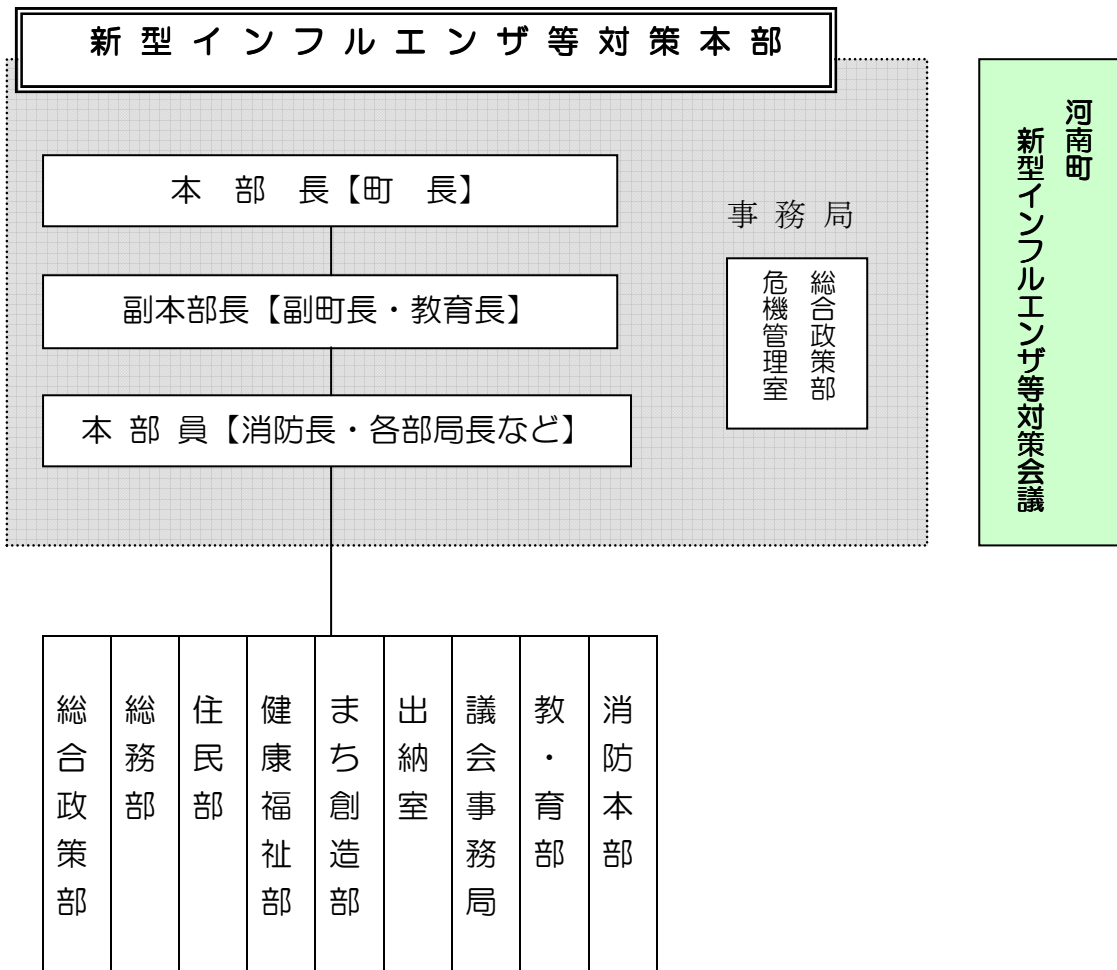 新型インフルエンザ等対策本部
本部長【町長】
副本部長【副町長・教育長】
本部員【消防長・各部局長など】
事務局
総合政策部
危機管理室
河南町
新型インフルエンザ等対策会議
総合政策部
総務部
住民部
健康福祉部
まち創造部
出納室
議会事務局
教・育部
消防本部